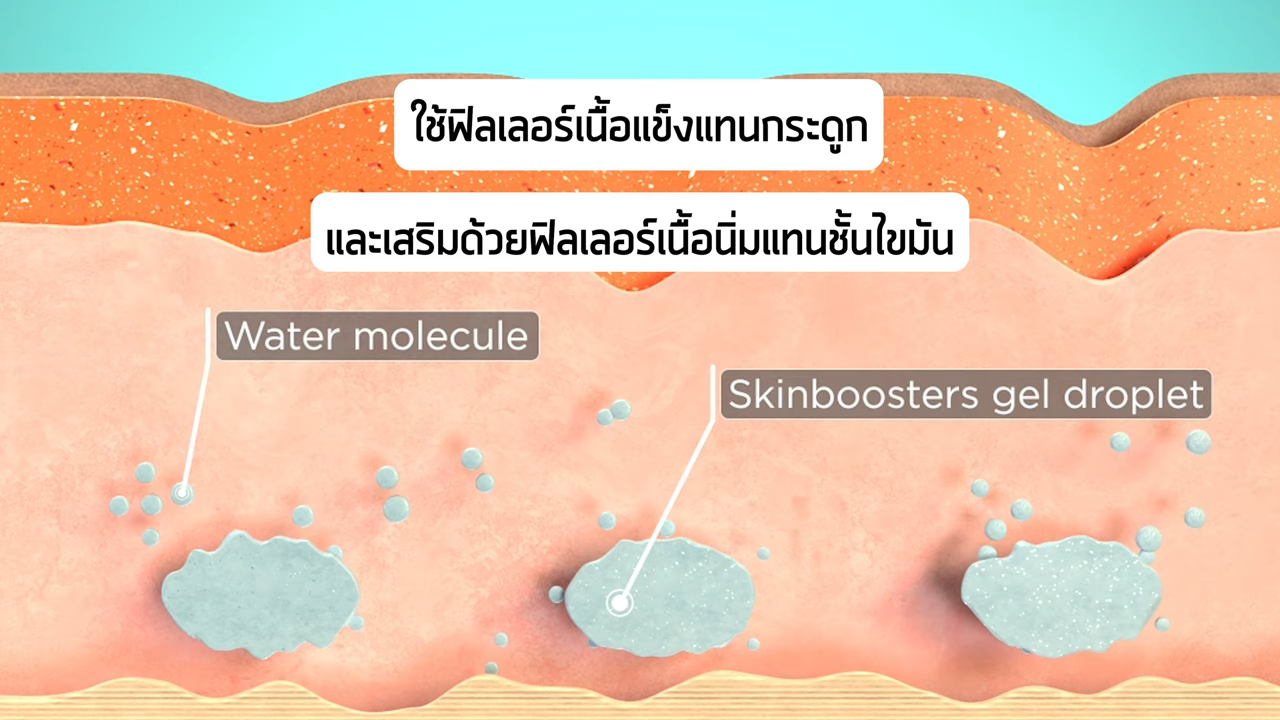 ใช้ฟิลเลอร์เนื้อแข็งแทนกระดูก
และเสริมด้วยฟิลเลอร์เนื้อนิ่มแทนชั้นไขมัน
Water molecule
Skinboosters gel droplet